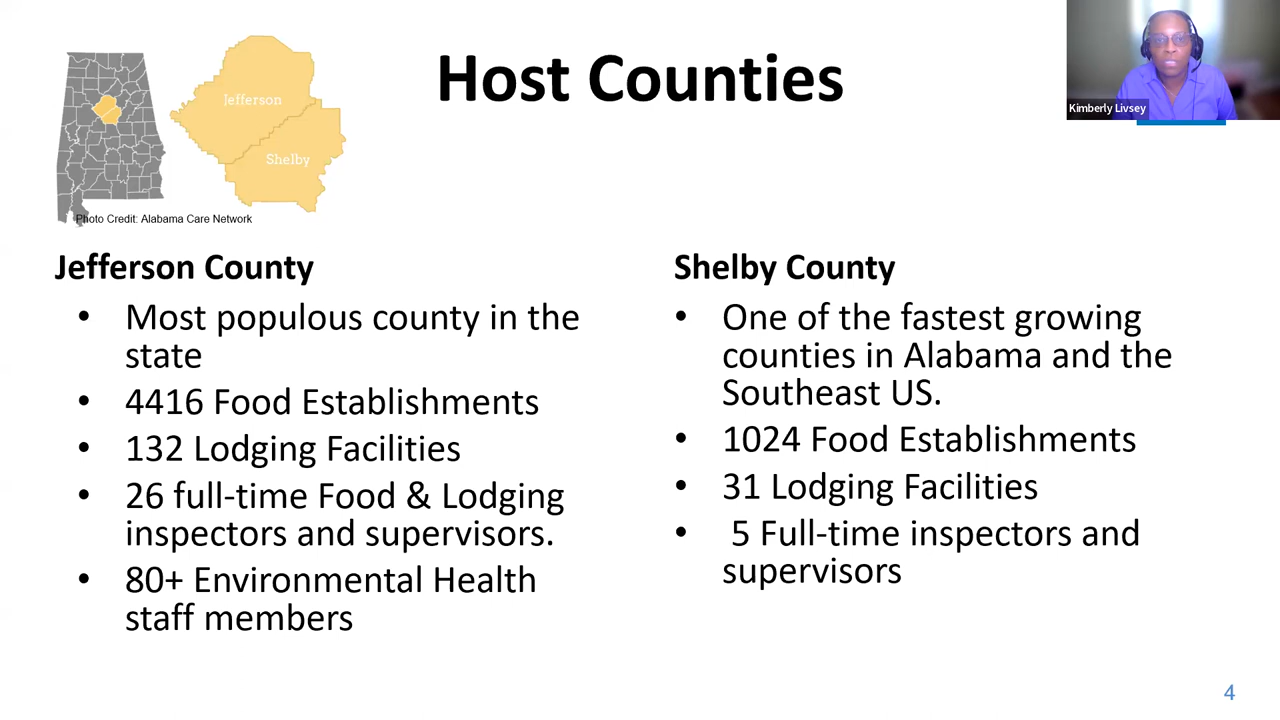 Host Counties
Jefferson
Shelby
Photo Credit: Alabama Care Network
Kimberly Livsey
Jefferson County
• Most populous county in the
state
• 4416 Food Establishments
• 132 Lodging Facilities
• 26 full-time Food & Lodging
inspectors and supervisors.
• 80+ Environmental Health
staff members
Shelby County
• One of the fastest growing
counties in Alabama and the
Southeast US.
• 1024 Food Establishments
• 31 Lodging Facilities
• 5 Full-time inspectors and
supervisors
4